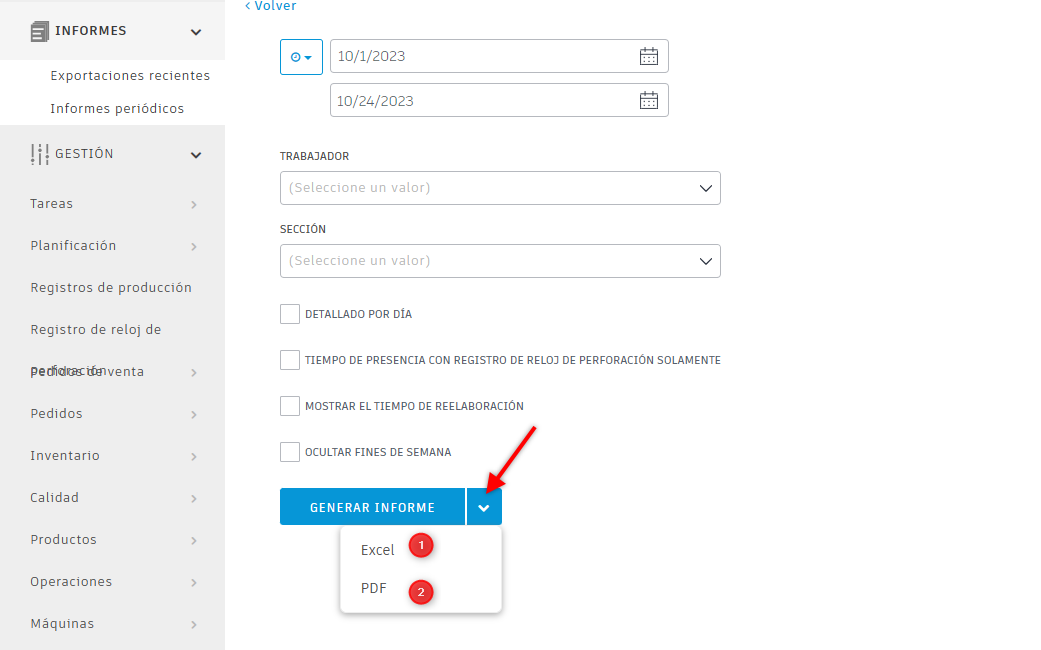 INFORMES
Exportaciones recientes
Informes periódicos
GESTIÓN
Tareas
Planificación
Registros de producción
Registro de reloj de
perforación
Pedidos de venta
Pedidos
Inventario
Calidad
Productos
Operaciones
Máquinas
< Volver
10/1/2023
10/24/2023
TRABAJADOR
(Seleccione un valor)
SECCIÓN
(Seleccione un valor)
DETALLADO POR DÍA
TIEMPO DE PRESENCIA CON REGISTRO DE RELOJ DE PERFORACIÓN SOLAMENTE
MOSTRAR EL TIEMPO DE REELABORACIÓN
OCULTAR FINES DE SEMANA
GENERAR INFORME
Excel 1
PDF 2